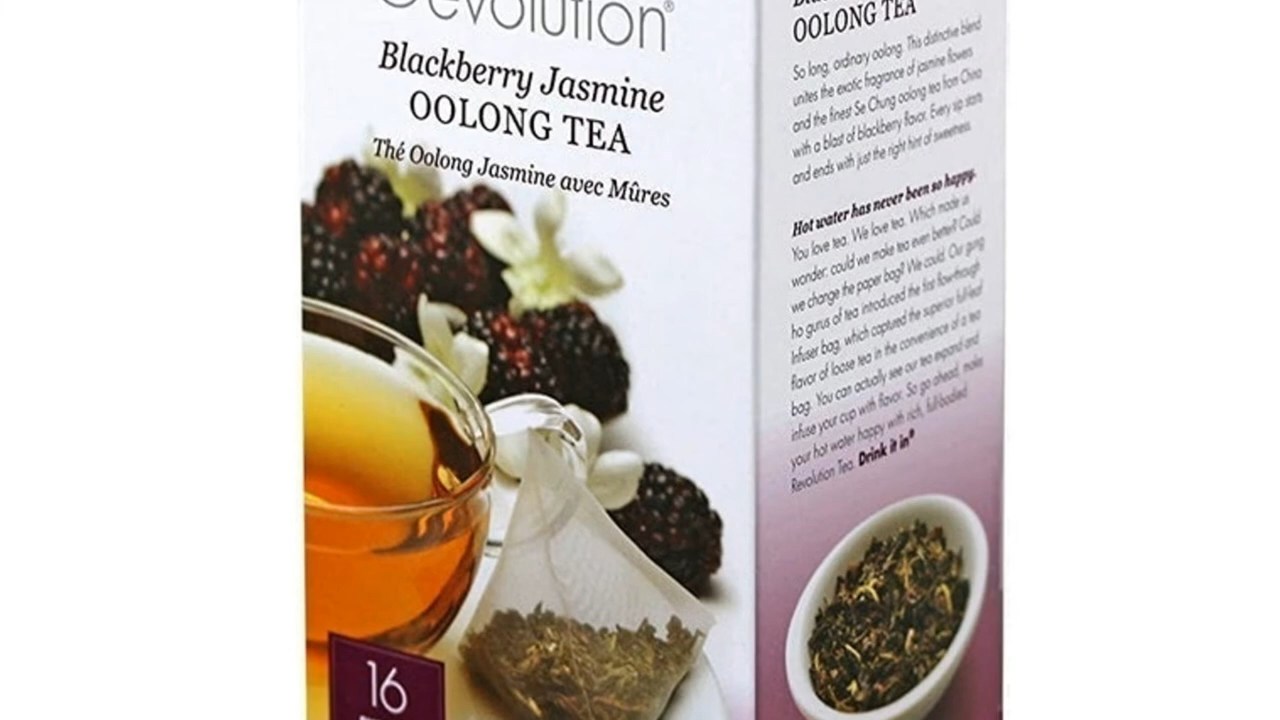 Revolution®
Blackberry Jasmine
OOLONG TEA
Thé Oolong Jasmine avec Mûres
16
OOLONG TEA
So long, ordinary oolong. This distinctive blend
unites the exotic fragrance of jasmine flowers
and the finest Se Chung oolong tea from China
with a blast of blackberry flavor. Every sip starts
and ends with just the right hint of sweetness.
Hot water has never been so happy.
You love tea. We love tea. Which made us
wonder: could we make tea even better? Could
we change the paper bag? We could. Our gung
ho gurus of tea introduced the first flow-through
Infuser bag, which captured the superior full-leaf
flavor of loose tea in the convenience of a tea
bag. You can actually see our tea expand and
infuse your cup with flavor. So go ahead, make
your hot water happy with rich, full-bodied
Revolution Tea. Drink it in®